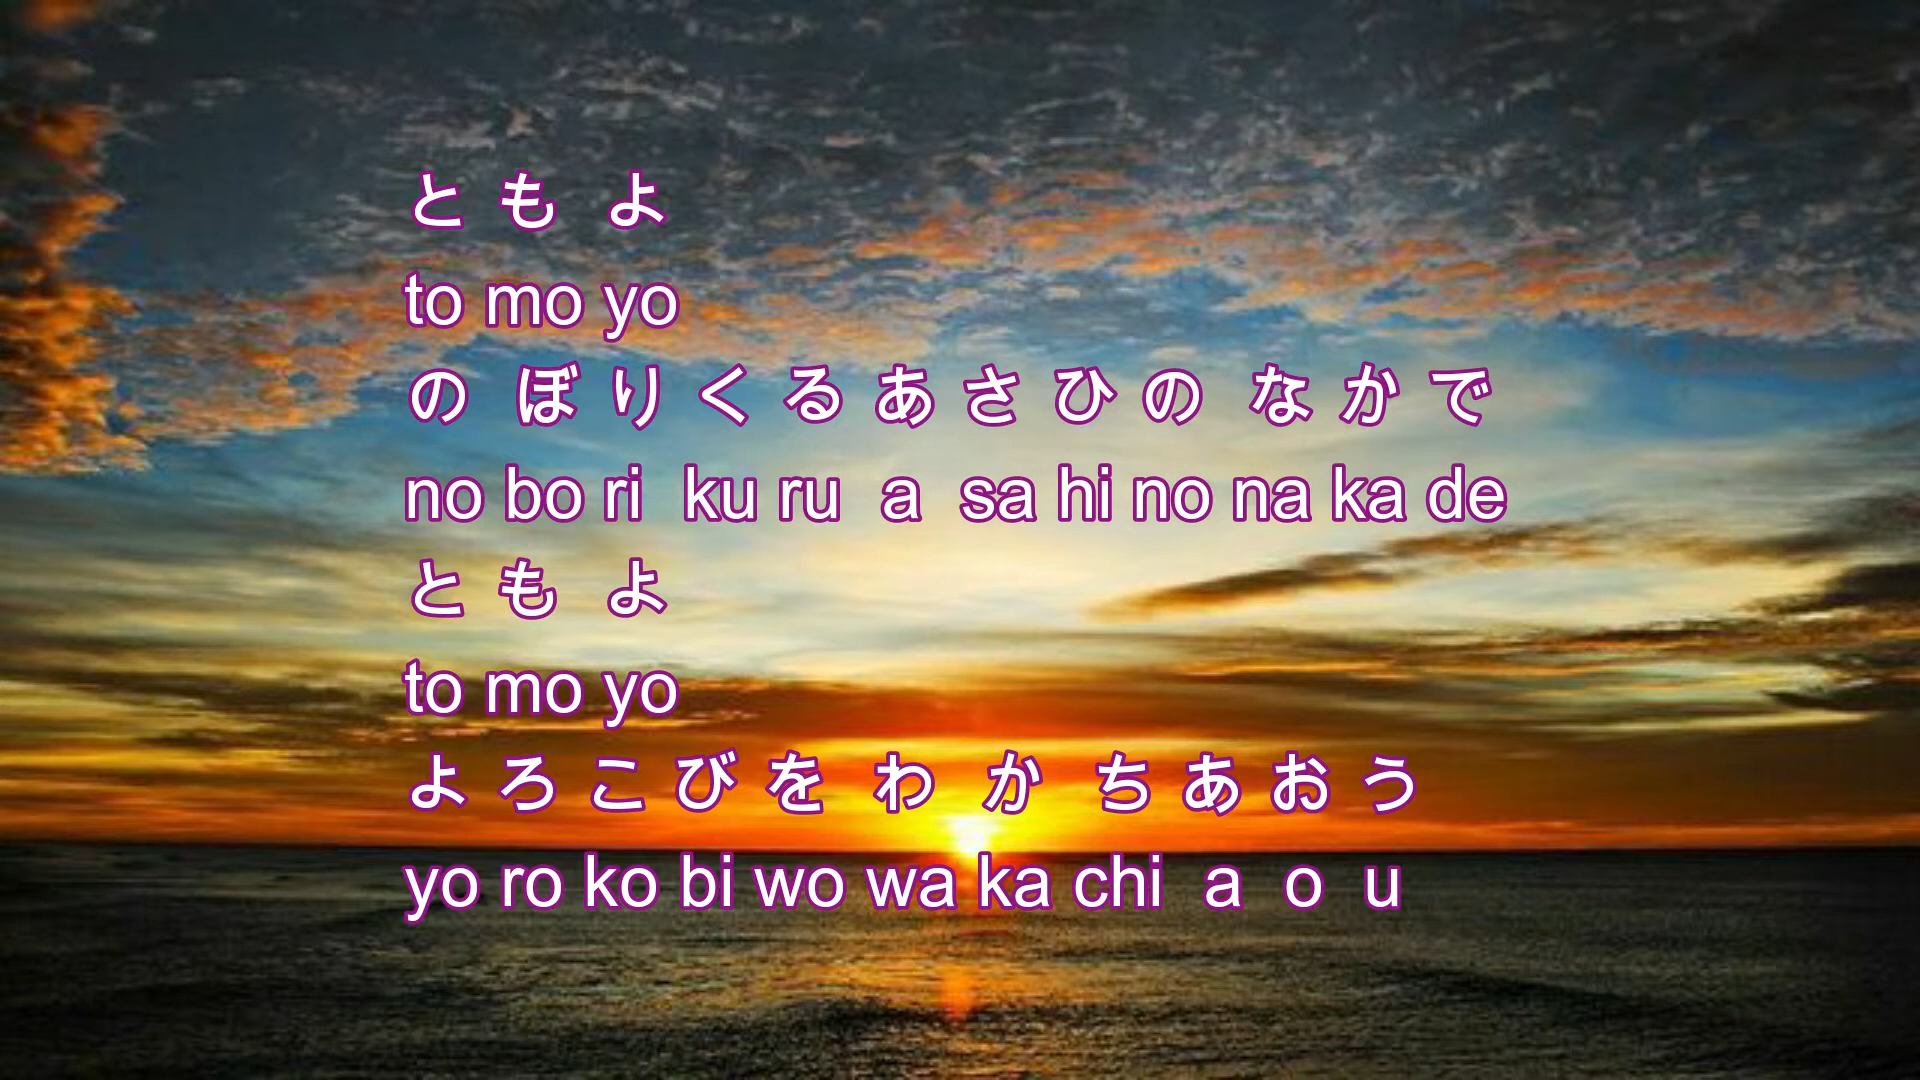 と も よ
to mo yo
の ぼ り く る あ さ ひ の な か で
no bo ri ku ru a sa hi no na ka de
と も よ
to mo yo
よ ろ こ び を わ か ち あ お う
yo ro ko bi wo wa ka chi a o u